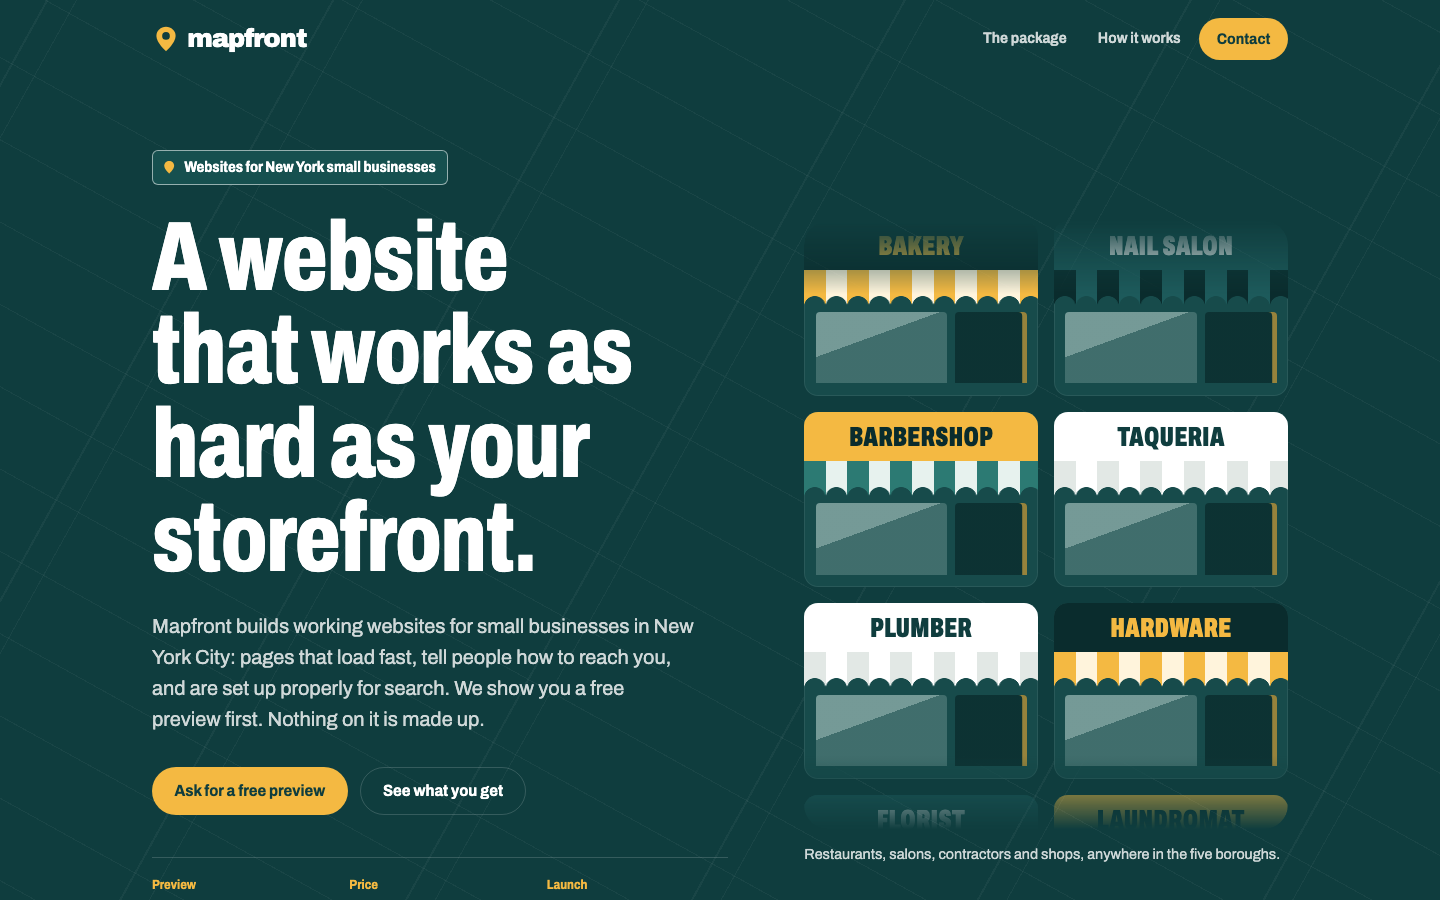 mapfront
The package
How it works
Contact
Websites for New York small businesses
A website
that works as
hard as your
storefront.
Mapfront builds working websites for small businesses in New
York City: pages that load fast, tell people how to reach you,
and are set up properly for search. We show you a free
preview first. Nothing on it is made up.
Ask for a free preview
See what you get
Preview
Price
Launch
BAKERY
NAIL SALON
BARBERSHOP
TAQUERIA
PLUMBER
HARDWARE
FLORIST
LAUNDROMAT
Restaurants, salons, contractors and shops, anywhere in the five boroughs.